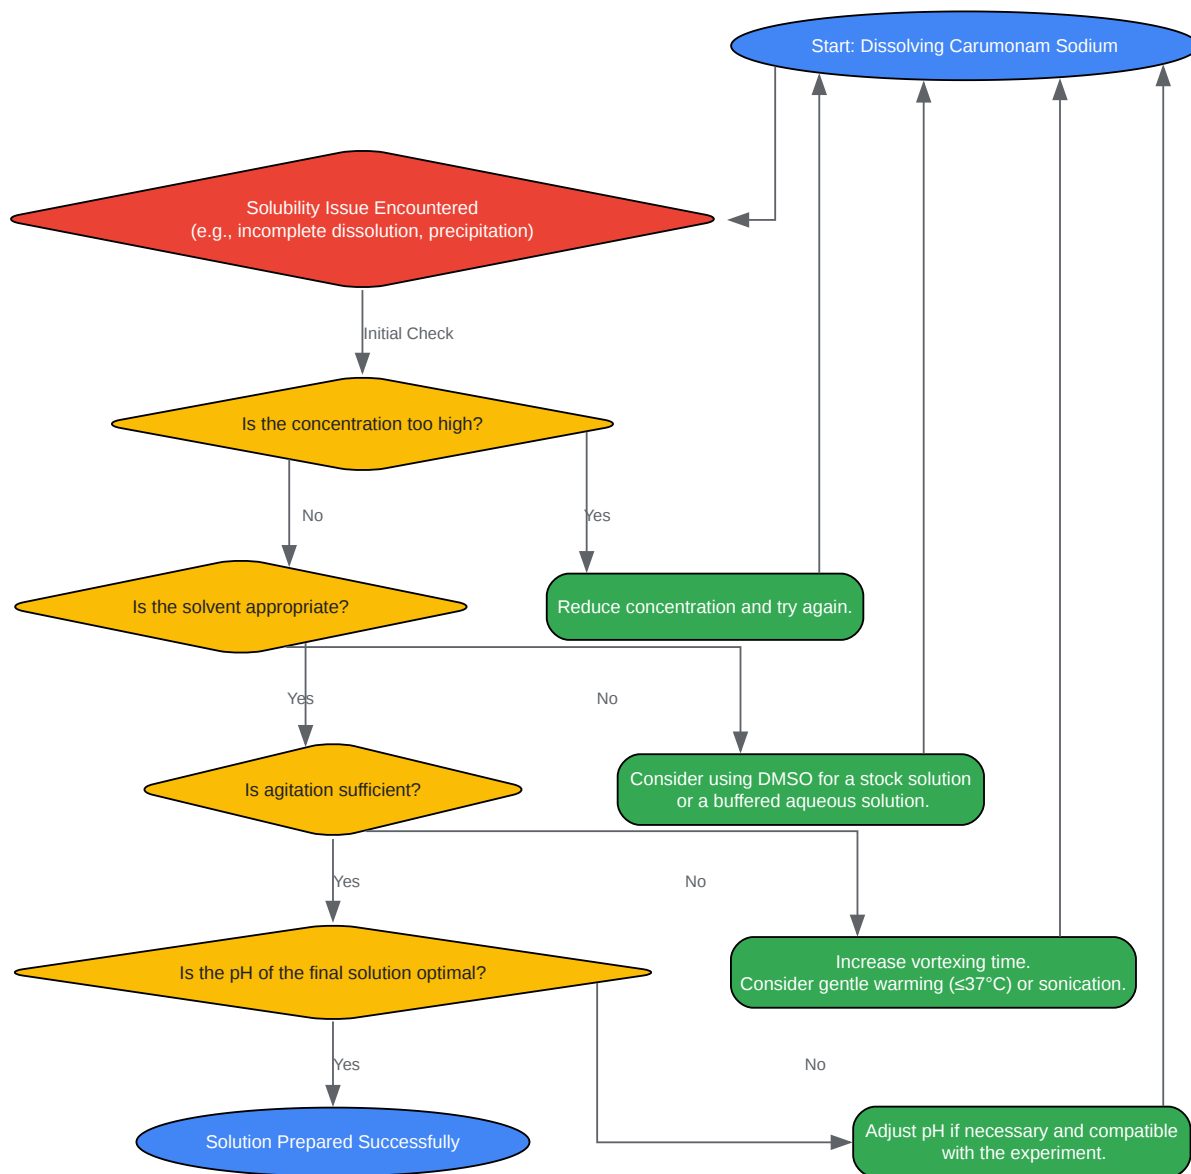 Start: Dissolving Carumonam Sodium
Solubility Issue Encountered
(e.g., incomplete dissolution, precipitation)
Initial Check
Is the concentration too high?
No
Yes
Is the solvent appropriate?
Reduce concentration and try again.
Yes
No
Is agitation sufficient?
Consider using DMSO for a stock solution
or a buffered aqueous solution.
Yes
No
Is the pH of the final solution optimal?
Increase vortexing time.
Consider gentle warming (≤37°C) or sonication.
Yes
No
Solution Prepared Successfully
Adjust pH if necessary and compatible
with the experiment.